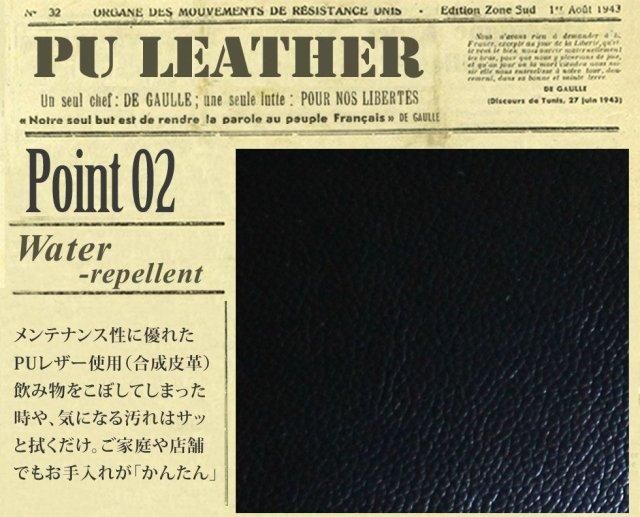 N° 32 ORGANE DES MOUVEMENTS DE RÉSISTANCE UNIS - Edition Zone Sud 1er Août 1943
PU LEATHER
Un seul chef: DE GAULLE; une seule lutte: POUR NOS LIBERTES
« Notre seul but est de rendre la parole au peuple Français » DE GAULLE
DE GAULLE
(Discours de Tunis, 27 juin 1943)
Point 02
Water
-repellent
メンテナンス性に優れた
PUレザー使用(合成皮革)
飲み物をこぼしてしまった
時や、気になる汚れはサッ
と拭くだけ。ご家庭や店舗
でもお手入れが「かんたん」